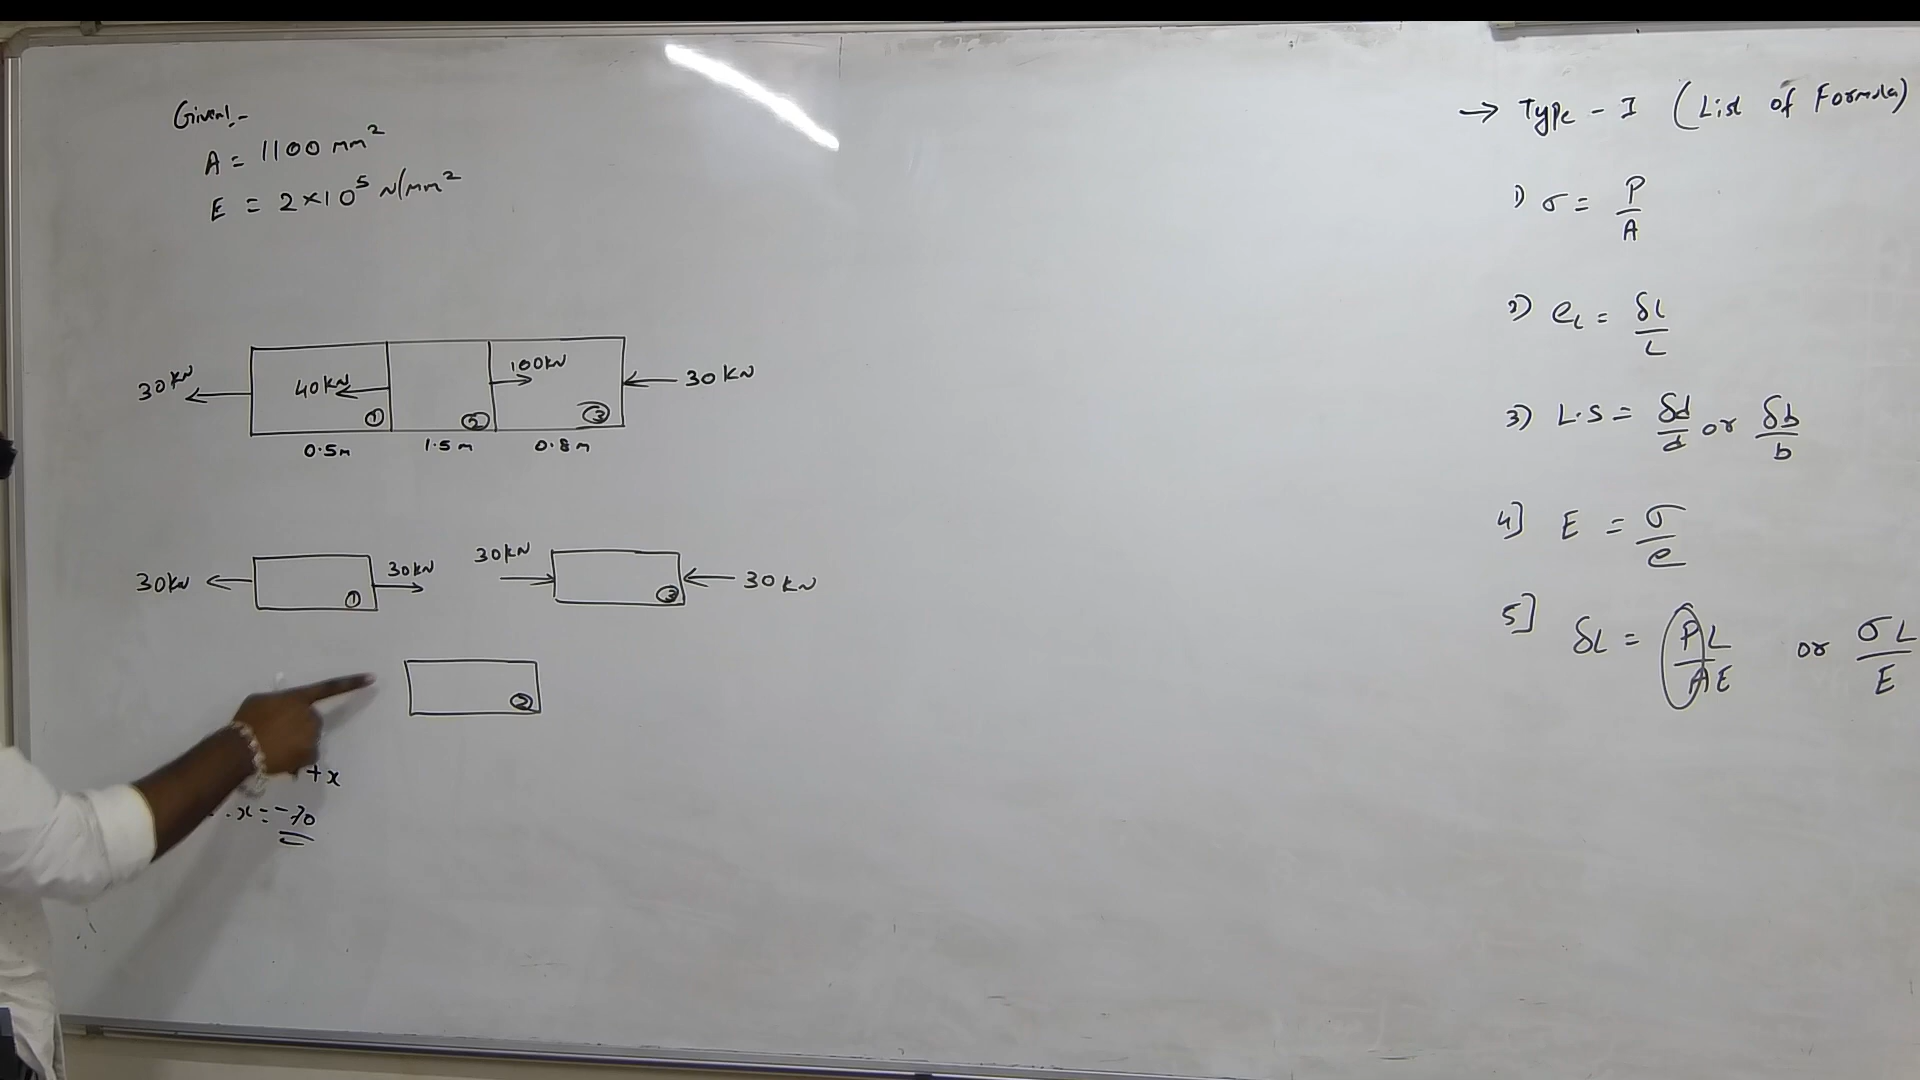 Given:-
A = 1100 mm²
E = 2×10⁵ N/mm²
30 kN
40 kN
100 kN
30 kN
①
②
③
0.5m
1.5 m
0.8 m
30kN
30kN
①
30kN
30 kN
③
②
+x
x = -70
→ Type - I (List of Formula)
1) σ = P/A
2) e_L = δL/L
3) L.S = δd/d or δb/b
4] E = σ/e
5] δL = PL/AE or σL/E